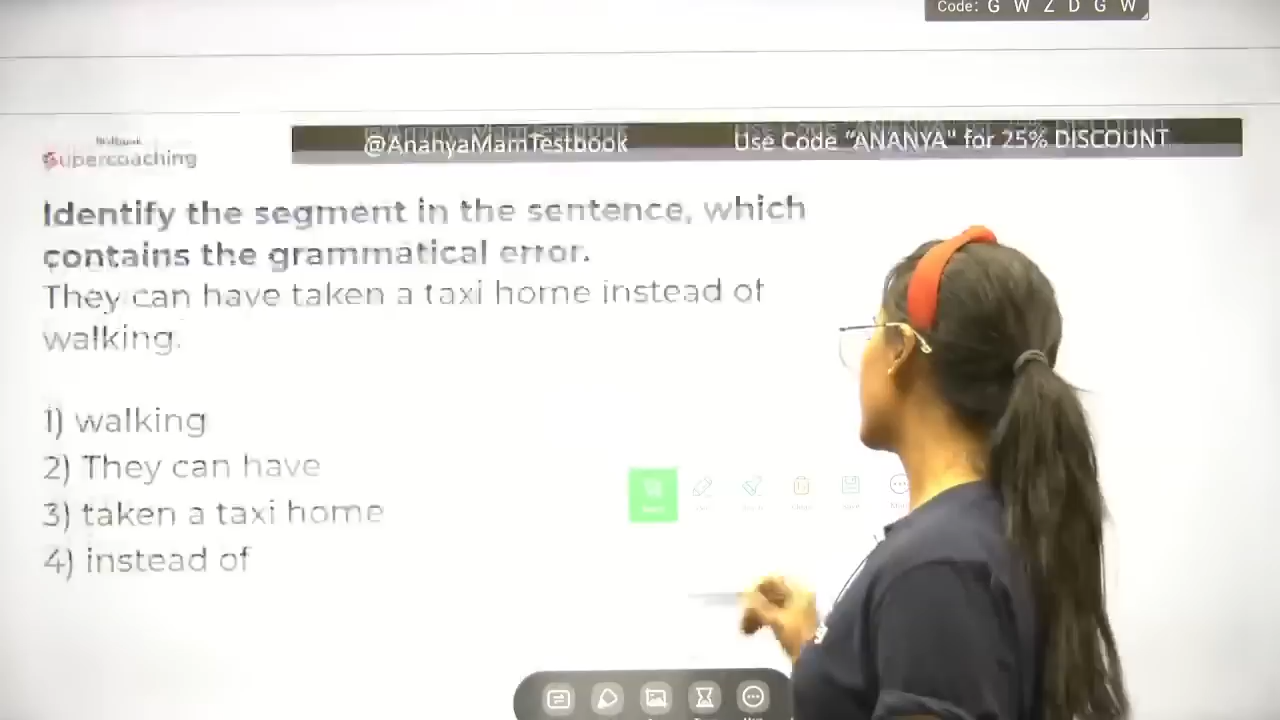 Code: G W Z D G W
testbook
Supercoaching
@AnanyaMamTestbook
Use Code "ANANYA" for 25% DISCOUNT
Identify the segment in the sentence, which
contains the grammatical error.
They can have taken a taxi home instead of
walking.
1) walking
2) They can have
3) taken a taxi home
4) instead of